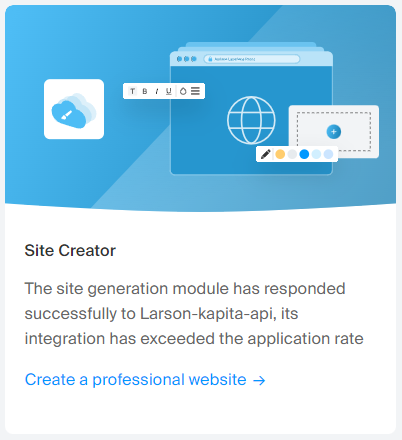 T B I U
Site Creator
The site generation module has responded
successfully to Larson-kapita-api, its
integration has exceeded the application rate
Create a professional website →